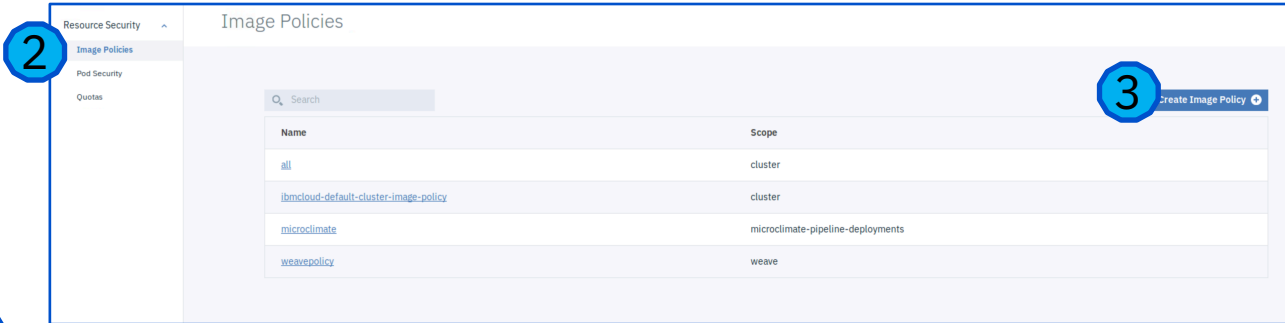 Resource Security
Image Policies
2
Image Policies
Pod Security
Quotas
Search
3
Create Image Policy
Name
Scope
all
cluster
ibmcloud-default-cluster-image-policy
cluster
microclimate
microclimate-pipeline-deployments
weavepolicy
weave